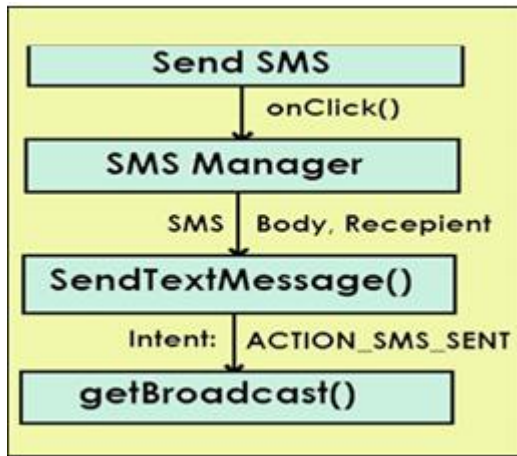 Send SMS
onClick()
SMS Manager
SMS Body, Recepient
SendTextMessage()
Intent: ACTION_SMS_SENT
getBroadcast()